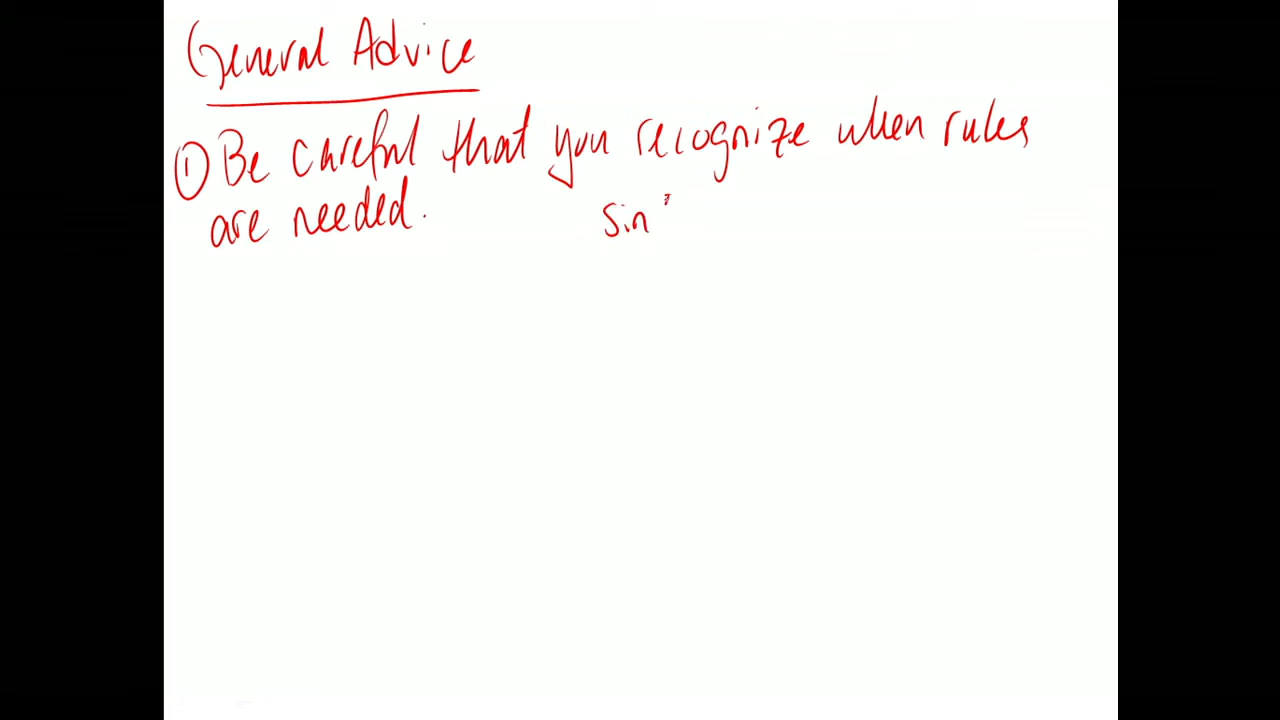 General Advice
① Be careful that you recognize when rules
are needed. sin